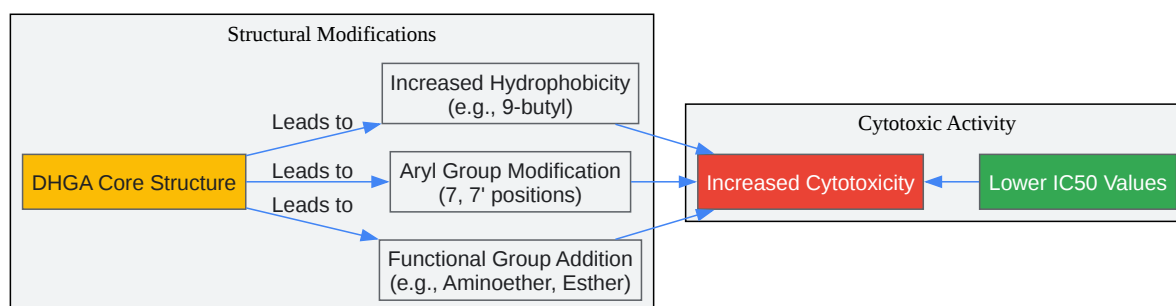 Structural Modifications
Increased Hydrophobicity
(e.g., 9-butyl)
Leads to
Cytotoxic Activity
DHGA Core Structure
Leads to
Aryl Group Modification
(7, 7' positions)
Increased Cytotoxicity
Lower IC50 Values
Leads to
Functional Group Addition
(e.g., Aminoether, Esther)